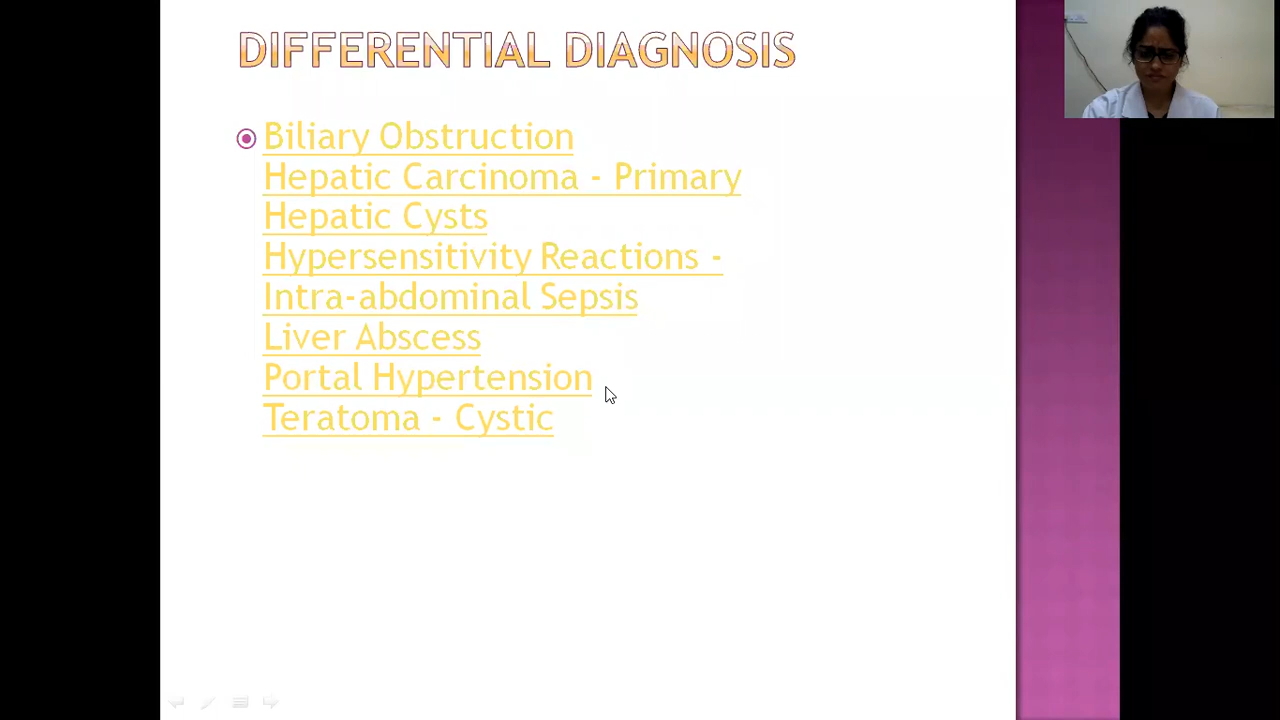 DIFFERENTIAL DIAGNOSIS
Biliary Obstruction
Hepatic Carcinoma - Primary
Hepatic Cysts
Hypersensitivity Reactions -
Intra-abdominal Sepsis
Liver Abscess
Portal Hypertension
Teratoma - Cystic